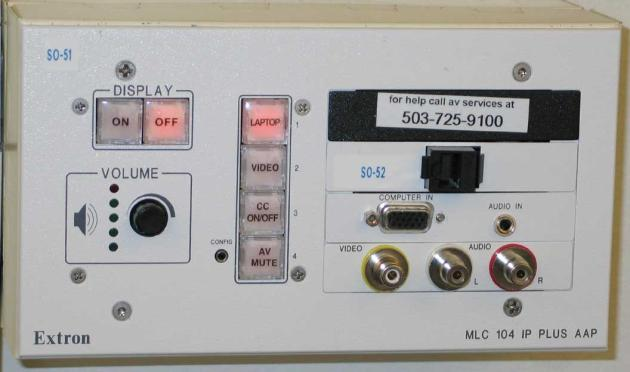 SO-51
DISPLAY
ON OFF
VOLUME
LAPTOP 1
VIDEO 2
CC
ON/OFF 3
AV
MUTE 4
CONFIG
for help call av services at
503-725-9100
SO-52
COMPUTER IN
AUDIO IN
VIDEO
AUDIO
L R
Extron
MLC 104 IP PLUS AAP